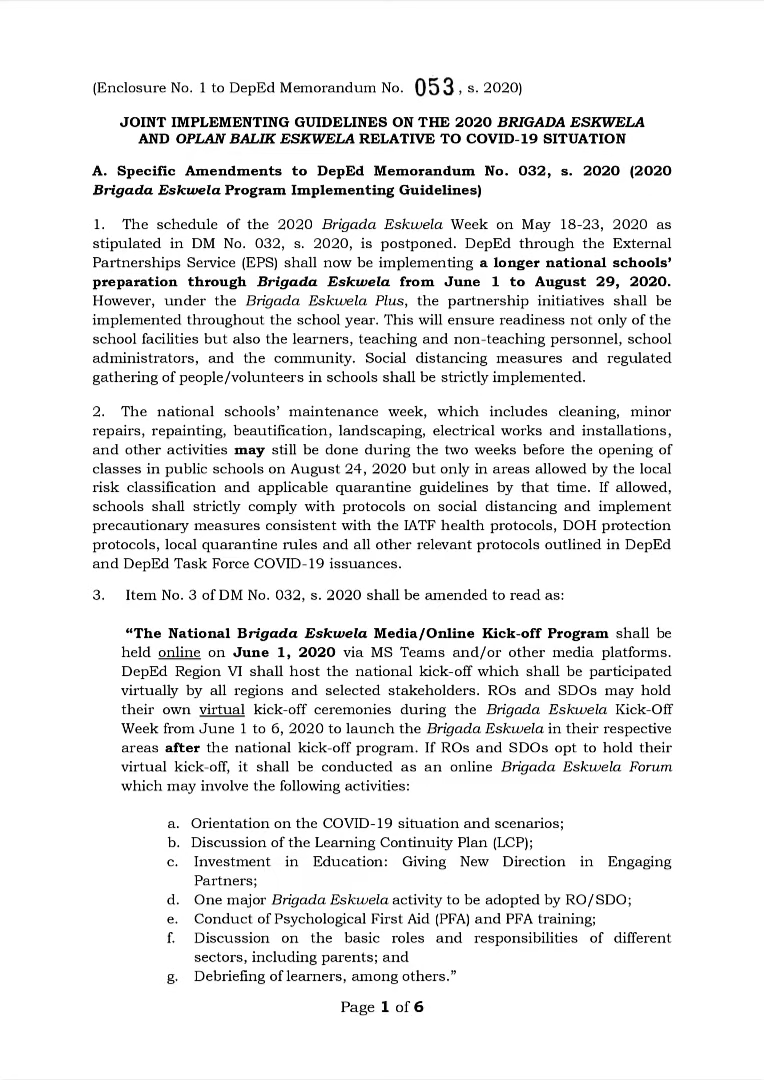 (Enclosure No. 1 to DepEd Memorandum No. 053, s. 2020)
JOINT IMPLEMENTING GUIDELINES ON THE 2020 BRIGADA ESKWELA
AND OPLAN BALIK ESKWELA RELATIVE TO COVID-19 SITUATION
A. Specific Amendments to DepEd Memorandum No. 032, s. 2020 (2020
Brigada Eskwela Program Implementing Guidelines)
1. The schedule of the 2020 Brigada Eskwela Week on May 18-23, 2020 as
stipulated in DM No. 032, s. 2020, is postponed. DepEd through the External
Partnerships Service (EPS) shall now be implementing a longer national schools’
preparation through Brigada Eskwela from June 1 to August 29, 2020.
However, under the Brigada Eskwela Plus, the partnership initiatives shall be
implemented throughout the school year. This will ensure readiness not only of the
school facilities but also the learners, teaching and non-teaching personnel, school
administrators, and the community. Social distancing measures and regulated
gathering of people/volunteers in schools shall be strictly implemented.
2. The national schools’ maintenance week, which includes cleaning, minor
repairs, repainting, beautification, landscaping, electrical works and installations,
and other activities may still be done during the two weeks before the opening of
classes in public schools on August 24, 2020 but only in areas allowed by the local
risk classification and applicable quarantine guidelines by that time. If allowed,
schools shall strictly comply with protocols on social distancing and implement
precautionary measures consistent with the IATF health protocols, DOH protection
protocols, local quarantine rules and all other relevant protocols outlined in DepEd
and DepEd Task Force COVID-19 issuances.
3. Item No. 3 of DM No. 032, s. 2020 shall be amended to read as:
“The National Brigada Eskwela Media/Online Kick-off Program shall be
held online on June 1, 2020 via MS Teams and/or other media platforms.
DepEd Region VI shall host the national kick-off which shall be participated
virtually by all regions and selected stakeholders. ROs and SDOs may hold
their own virtual kick-off ceremonies during the Brigada Eskwela Kick-Off
Week from June 1 to 6, 2020 to launch the Brigada Eskwela in their respective
areas after the national kick-off program. If ROs and SDOs opt to hold their
virtual kick-off, it shall be conducted as an online Brigada Eskwela Forum
which may involve the following activities:
a. Orientation on the COVID-19 situation and scenarios;
b. Discussion of the Learning Continuity Plan (LCP);
c. Investment in Education: Giving New Direction in Engaging
Partners;
d. One major Brigada Eskwela activity to be adopted by RO/SDO;
e. Conduct of Psychological First Aid (PFA) and PFA training;
f. Discussion on the basic roles and responsibilities of different
sectors, including parents; and
g. Debriefing of learners, among others.”
Page 1 of 6